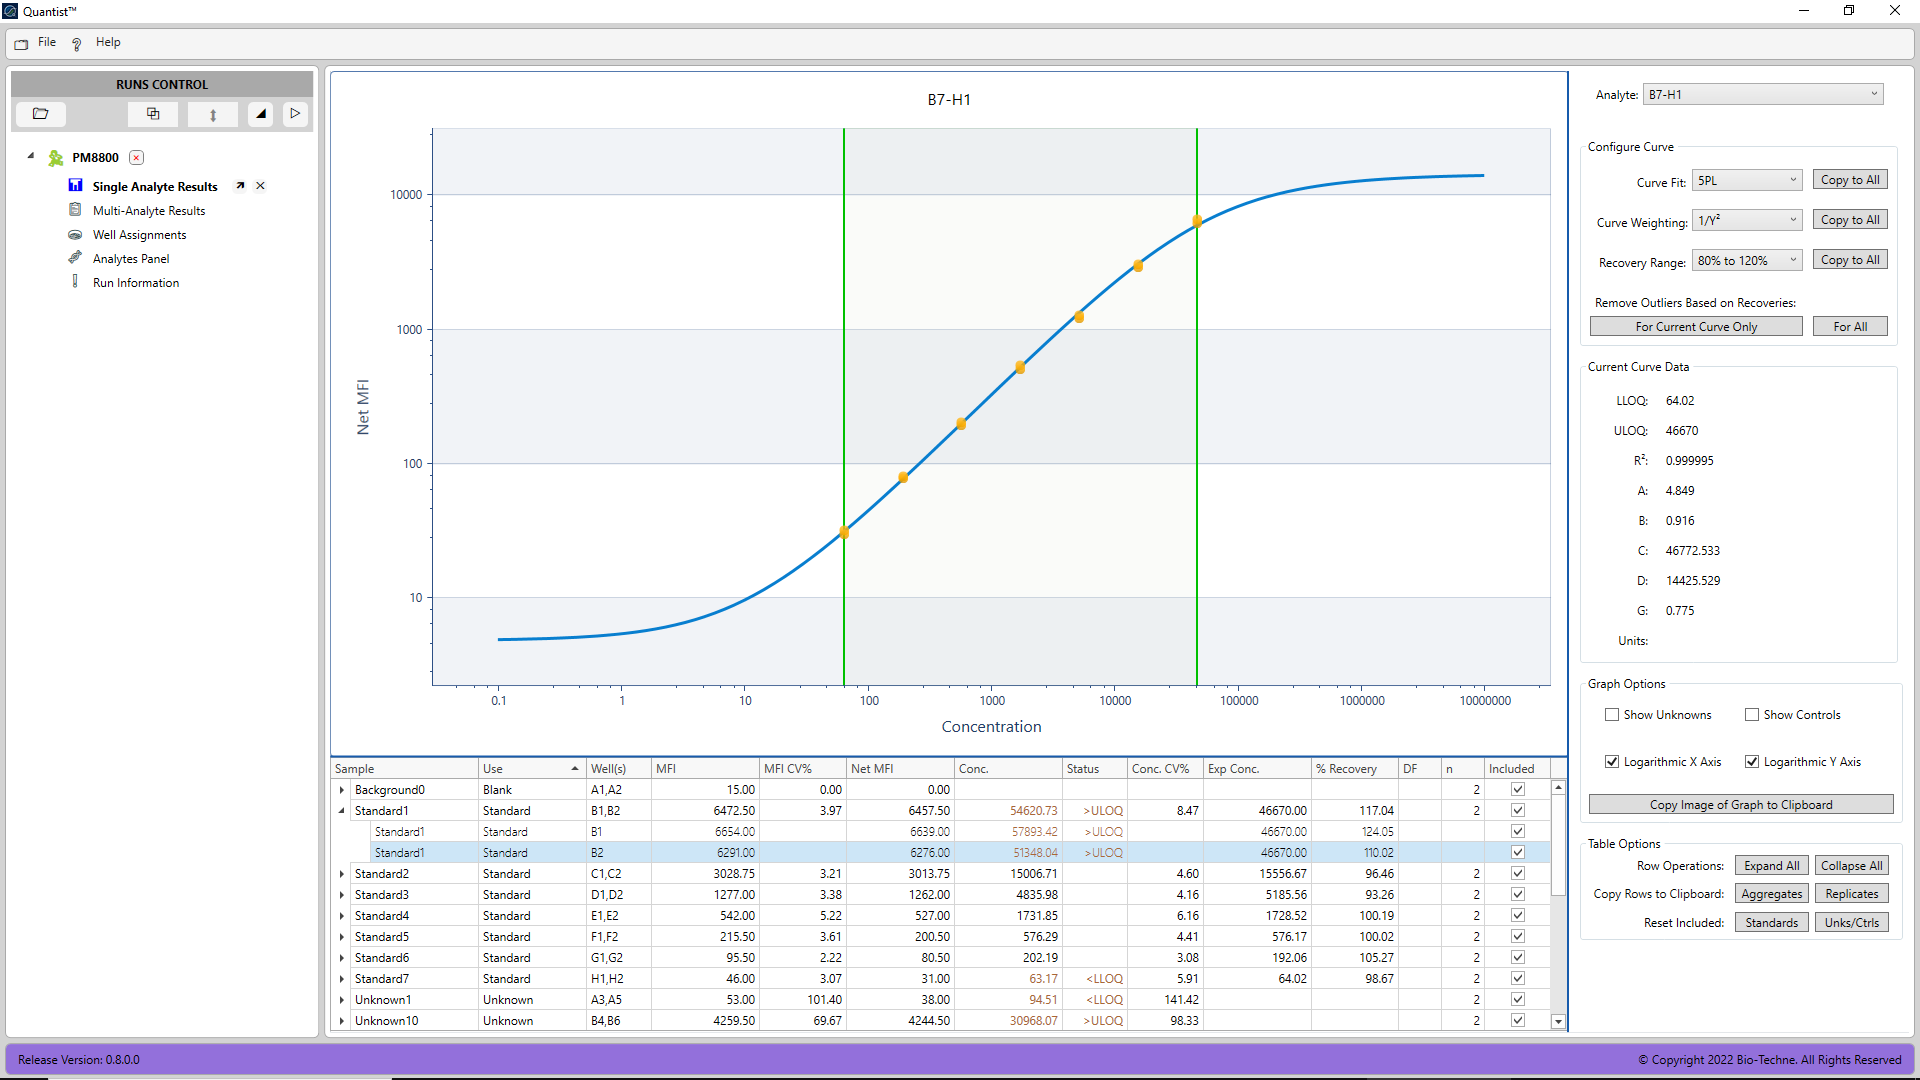 Quantist™
File Help
RUNS CONTROL
PM8800
Single Analyte Results
Multi-Analyte Results
Well Assignments
Analytes Panel
Run Information
B7-H1
Net MFI
10000
1000
100
10
0.1 1 10 100 1000 10000 100000 1000000 10000000
Concentration
Sample Use Well(s) MFI MFI CV% Net MFI Conc. Status Conc. CV% Exp Conc. % Recovery DF n Included
Background0 Blank A1,A2 15.00 0.00 0.00 2
Standard1 Standard B1,B2 6472.50 3.97 6457.50 54620.73 >ULOQ 8.47 46670.00 117.04 2
Standard1 Standard B1 6654.00 6639.00 57893.42 >ULOQ 46670.00 124.05
Standard1 Standard B2 6291.00 6276.00 51348.04 >ULOQ 46670.00 110.02
Standard2 Standard C1,C2 3028.75 3.21 3013.75 15006.71 4.60 15556.67 96.46 2
Standard3 Standard D1,D2 1277.00 3.38 1262.00 4835.98 4.16 5185.56 93.26 2
Standard4 Standard E1,E2 542.00 5.22 527.00 1731.85 6.16 1728.52 100.19 2
Standard5 Standard F1,F2 215.50 3.61 200.50 576.29 4.41 576.17 100.02 2
Standard6 Standard G1,G2 95.50 2.22 80.50 202.19 3.08 192.06 105.27 2
Standard7 Standard H1,H2 46.00 3.07 31.00 63.17 <LLOQ 5.91 64.02 98.67 2
Unknown1 Unknown A3,A5 53.00 101.40 38.00 94.51 <LLOQ 141.42 2
Unknown10 Unknown B4,B6 4259.50 69.67 4244.50 30968.07 >ULOQ 98.33 2
Analyte: B7-H1
Configure Curve
Curve Fit: 5PL Copy to All
Curve Weighting: 1/Y² Copy to All
Recovery Range: 80% to 120% Copy to All
Remove Outliers Based on Recoveries:
For Current Curve Only For All
Current Curve Data
LLOQ: 64.02
ULOQ: 46670
R²: 0.999995
A: 4.849
B: 0.916
C: 46772.533
D: 14425.529
G: 0.775
Units:
Graph Options
Show Unknowns Show Controls
Logarithmic X Axis Logarithmic Y Axis
Copy Image of Graph to Clipboard
Table Options
Row Operations: Expand All Collapse All
Copy Rows to Clipboard: Aggregates Replicates
Reset Included: Standards Unks/Ctrls
Release Version: 0.8.0.0
© Copyright 2022 Bio-Techne. All Rights Reserved